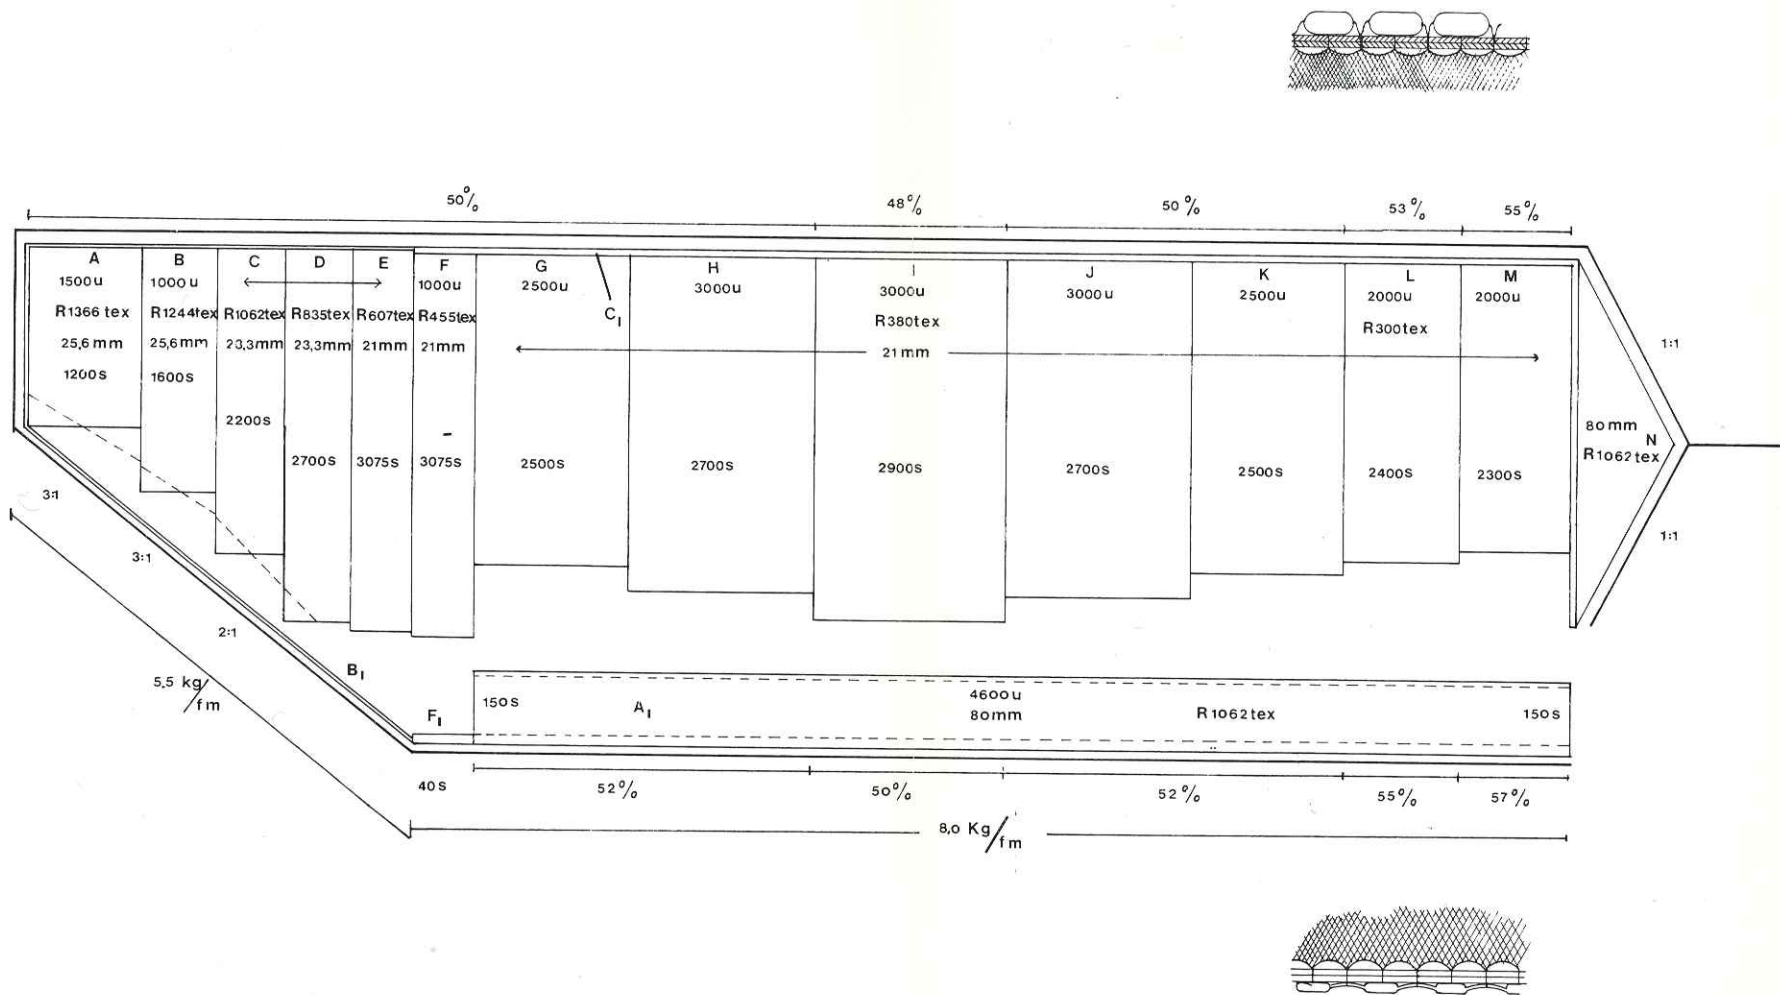 50%
48%
50%
53%
55%
A
B
C
D
E
F
G
H
I
J
K
L
M
1500u
1000u
1000u
2500u
3000u
3000u
3000u
2500u
2000u
2000u
R1366 tex
R1244tex
R1062tex
R835tex
R607tex
R455tex
C1
R380tex
R300tex
25,6 mm
25,6 mm
23,3mm
23,3mm
21mm
21mm
21mm
1:1
1200s
1600s
2200s
80mm
N
R1062tex
2700s
3075s
3075s
2500s
2700s
2900s
2700s
2500s
2400s
2300s
3:1
3:1
1:1
2:1
B1
5,5 kg/fm
F1
150s
A1
4600u
80mm
R1062tex
150s
40s
52%
50%
52%
55%
57%
8,0 Kg/fm